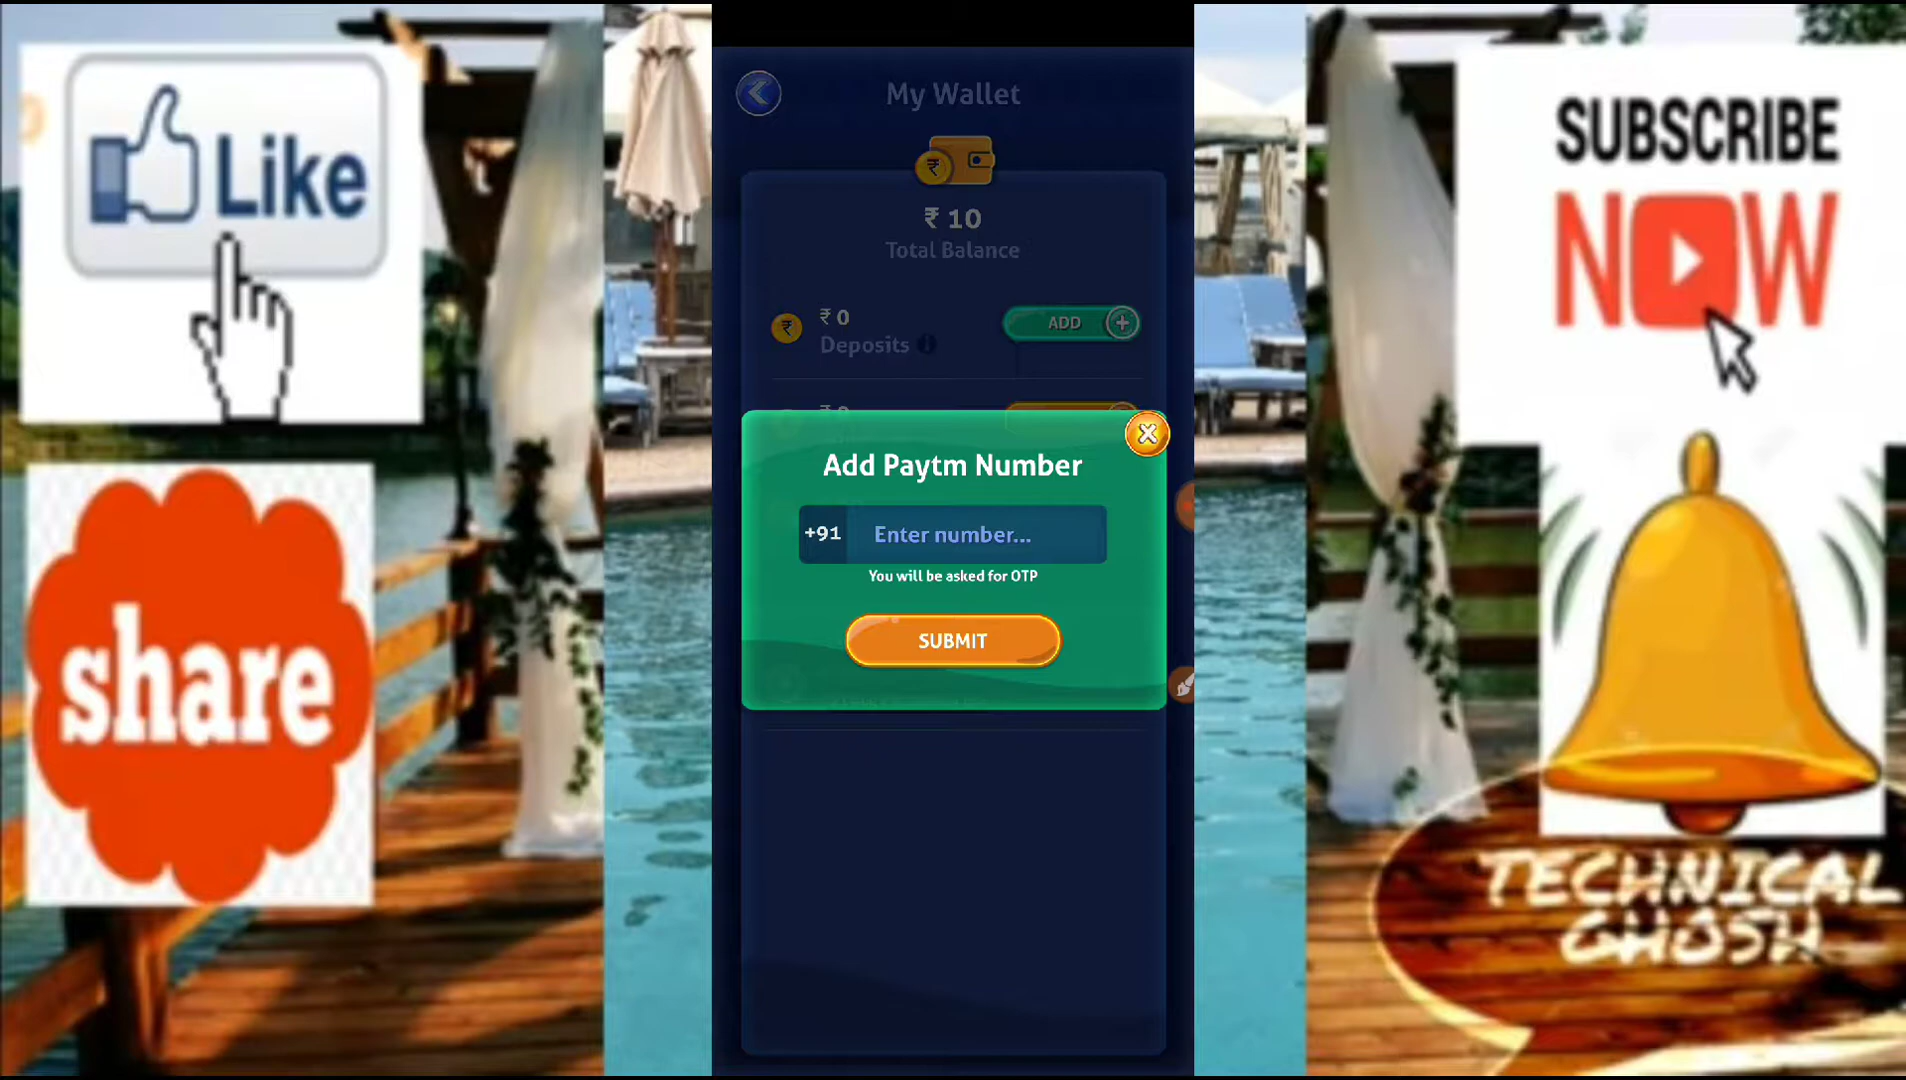 Like
share
My Wallet
₹
₹ 10
Total Balance
₹
₹ 0
Deposits
ADD
Add Paytm Number
+91
Enter number...
You will be asked for OTP
SUBMIT
SUBSCRIBE
NOW
TECHNICAL
GHOSH